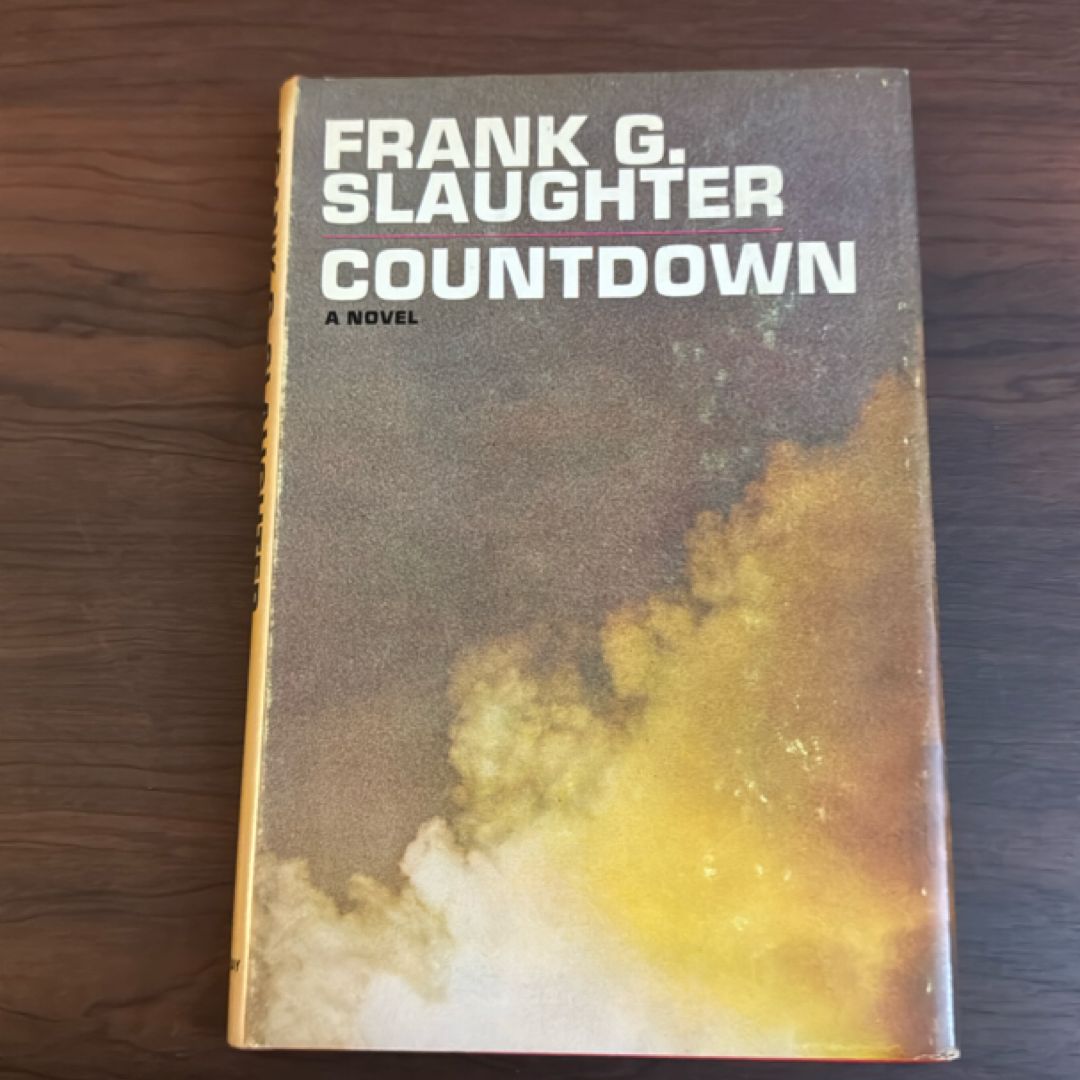 FRANK G.
SLAUGHTER
COUNTDOWN
A NOVEL